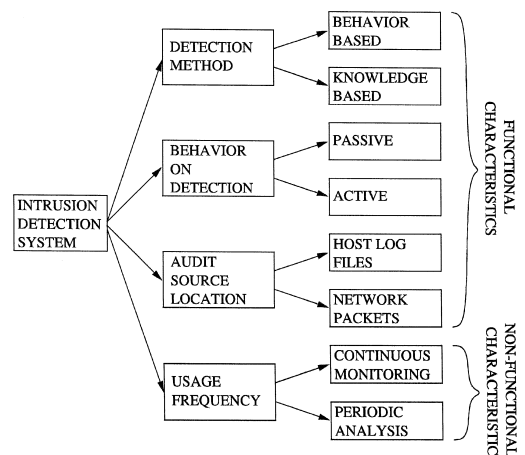 INTRUSION
DETECTION
SYSTEM
DETECTION
METHOD
BEHAVIOR
BASED
KNOWLEDGE
BASED
BEHAVIOR
ON
DETECTION
PASSIVE
ACTIVE
AUDIT
SOURCE
LOCATION
HOST LOG
FILES
NETWORK
PACKETS
USAGE
FREQUENCY
CONTINUOUS
MONITORING
PERIODIC
ANALYSIS
FUNCTIONAL
CHARACTERISTICS
NON-FUNCTIONAL
CHARACTERISTIC